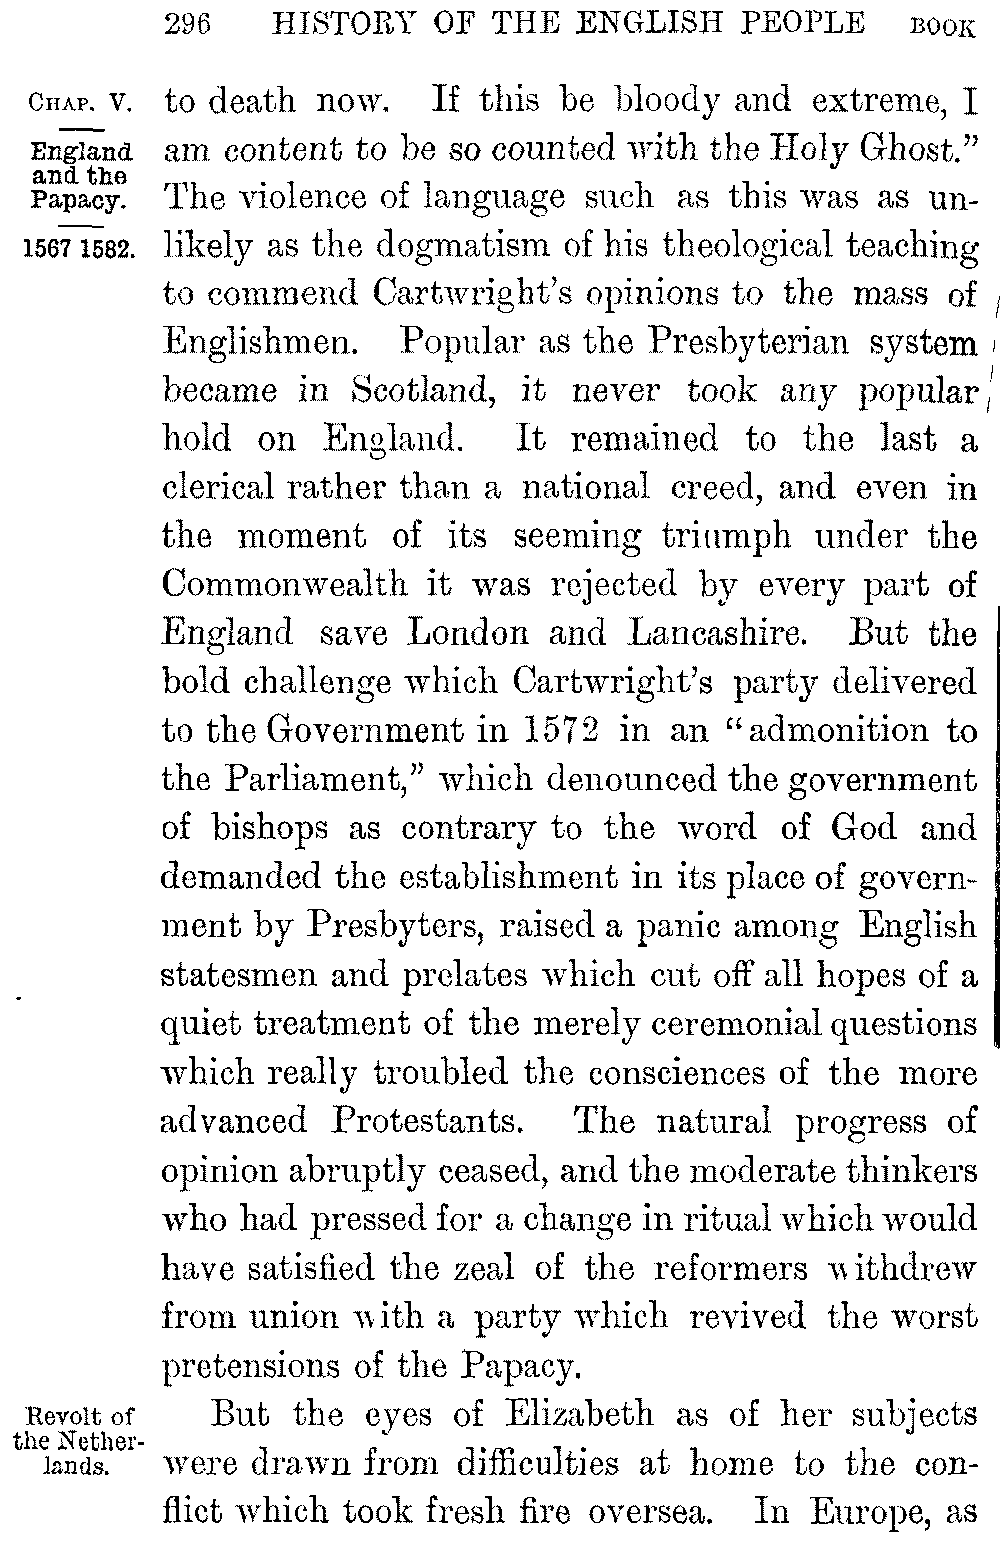 296 HISTORY OF THE ENGLISH PEOPLE BOOK
CHAP. V.
England
and the
Papacy.
1567 1582.
to death now. If this be bloody and extreme, I
am content to be so counted with the Holy Ghost.”
The violence of language such as this was as un-
likely as the dogmatism of his theological teaching
to commend Cartwright's opinions to the mass of
Englishmen. Popular as the Presbyterian system
became in Scotland, it never took any popular
hold on England. It remained to the last a
clerical rather than a national creed, and even in
the moment of its seeming triumph under the
Commonwealth it was rejected by every part of
England save London and Lancashire. But the
bold challenge which Cartwright's party delivered
to the Government in 1572 in an “admonition to
the Parliament,” which denounced the government
of bishops as contrary to the word of God and
demanded the establishment in its place of govern-
ment by Presbyters, raised a panic among English
statesmen and prelates which cut off all hopes of a
quiet treatment of the merely ceremonial questions
which really troubled the consciences of the more
advanced Protestants. The natural progress of
opinion abruptly ceased, and the moderate thinkers
who had pressed for a change in ritual which would
have satisfied the zeal of the reformers withdrew
from union with a party which revived the worst
pretensions of the Papacy.
Revolt of
the Nether-
lands.
But the eyes of Elizabeth as of her subjects
were drawn from difficulties at home to the con-
flict which took fresh fire oversea. In Europe, as